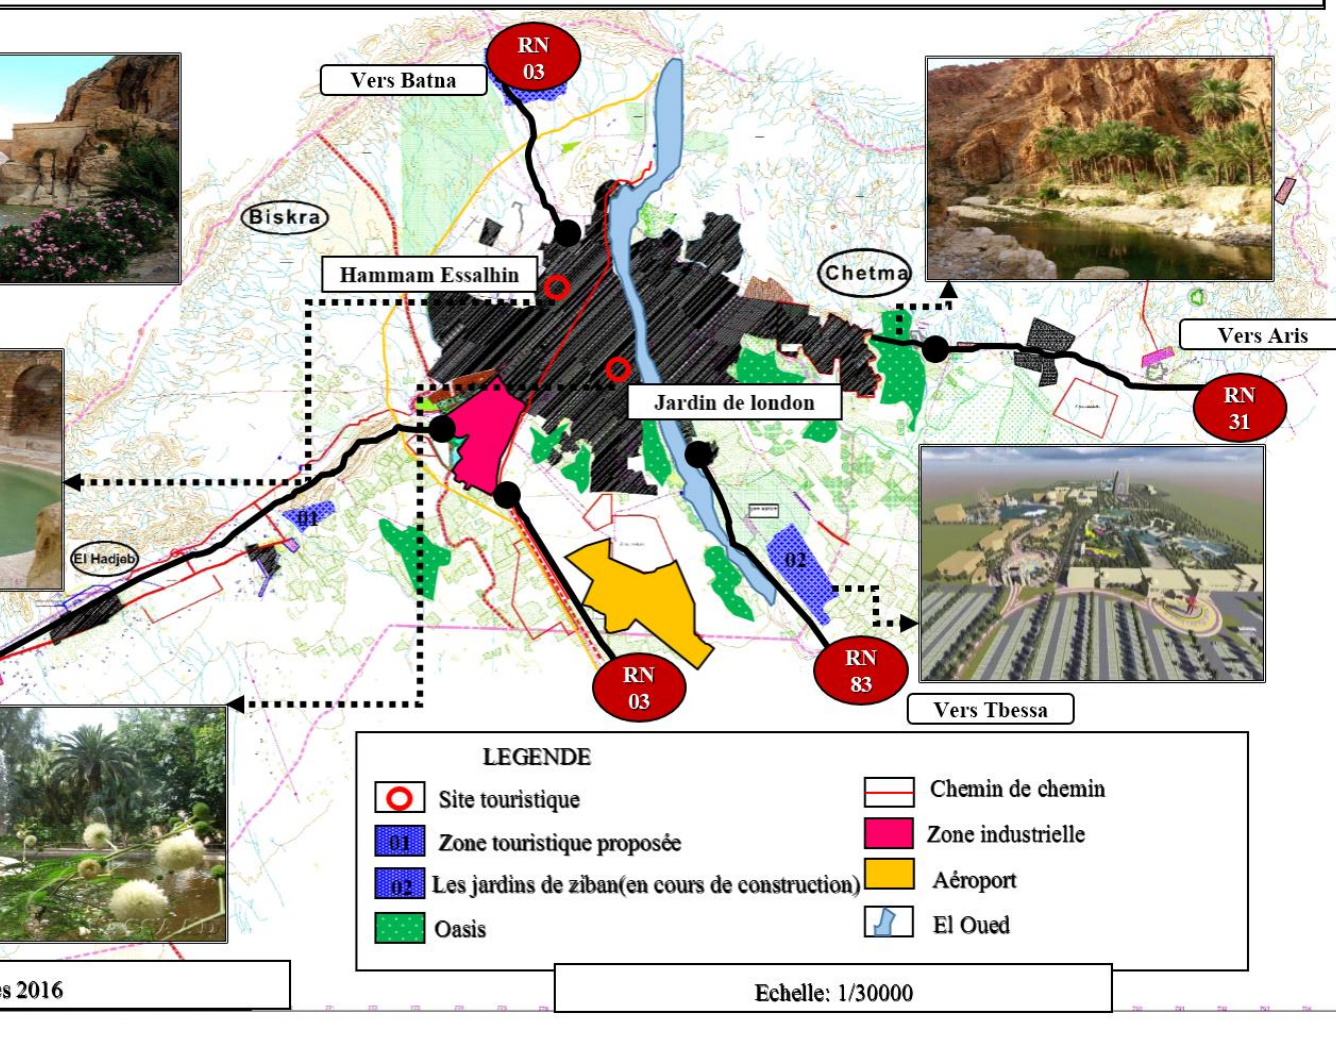 RN
03
Vers Batna
Biskra
Hammam Essalhin
Chetma
Vers Aris
RN
31
Jardin de london
01
El Hadjeb
02
RN
03
RN
83
Vers Tbessa
LEGENDE
Site touristique
01 Zone touristique proposée
02 Les jardins de ziban(en cours de construction)
Oasis
Chemin de chemin
Zone industrielle
Aéroport
El Oued
es 2016
Echelle: 1/30000